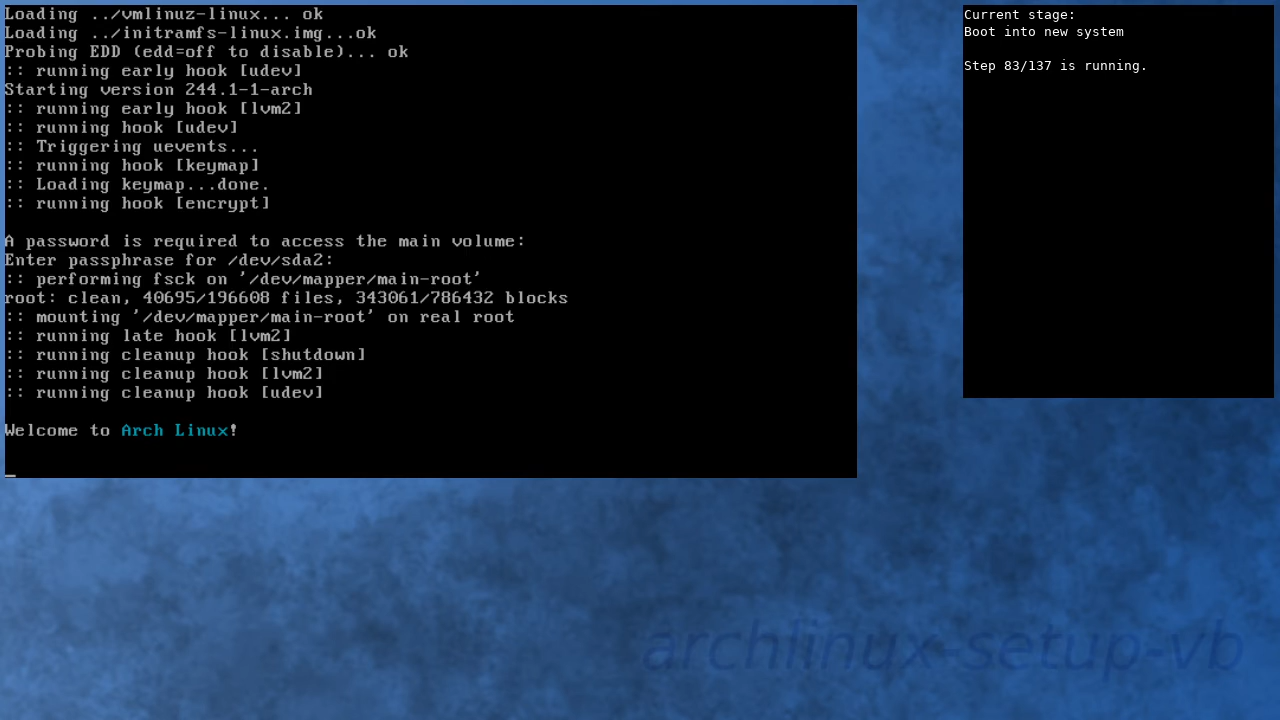 Loading ../vmlinuz-linux... ok
Loading ../initramfs-linux.img...ok
Probing EDD (edd=off to disable)... ok
:: running early hook [udev]
Starting version 244.1-1-arch
:: running early hook [lvm2]
:: running hook [udev]
:: Triggering uevents...
:: running hook [keymap]
:: Loading keymap...done.
:: running hook [encrypt]
A password is required to access the main volume:
Enter passphrase for /dev/sda2:
:: performing fsck on '/dev/mapper/main-root'
root: clean, 40695/196608 files, 343061/786432 blocks
:: mounting '/dev/mapper/main-root' on real root
:: running late hook [lvm2]
:: running cleanup hook [shutdown]
:: running cleanup hook [lvm2]
:: running cleanup hook [udev]
Welcome to Arch Linux!
Current stage:
Boot into new system
Step 83/137 is running.
archlinux-setup-vb